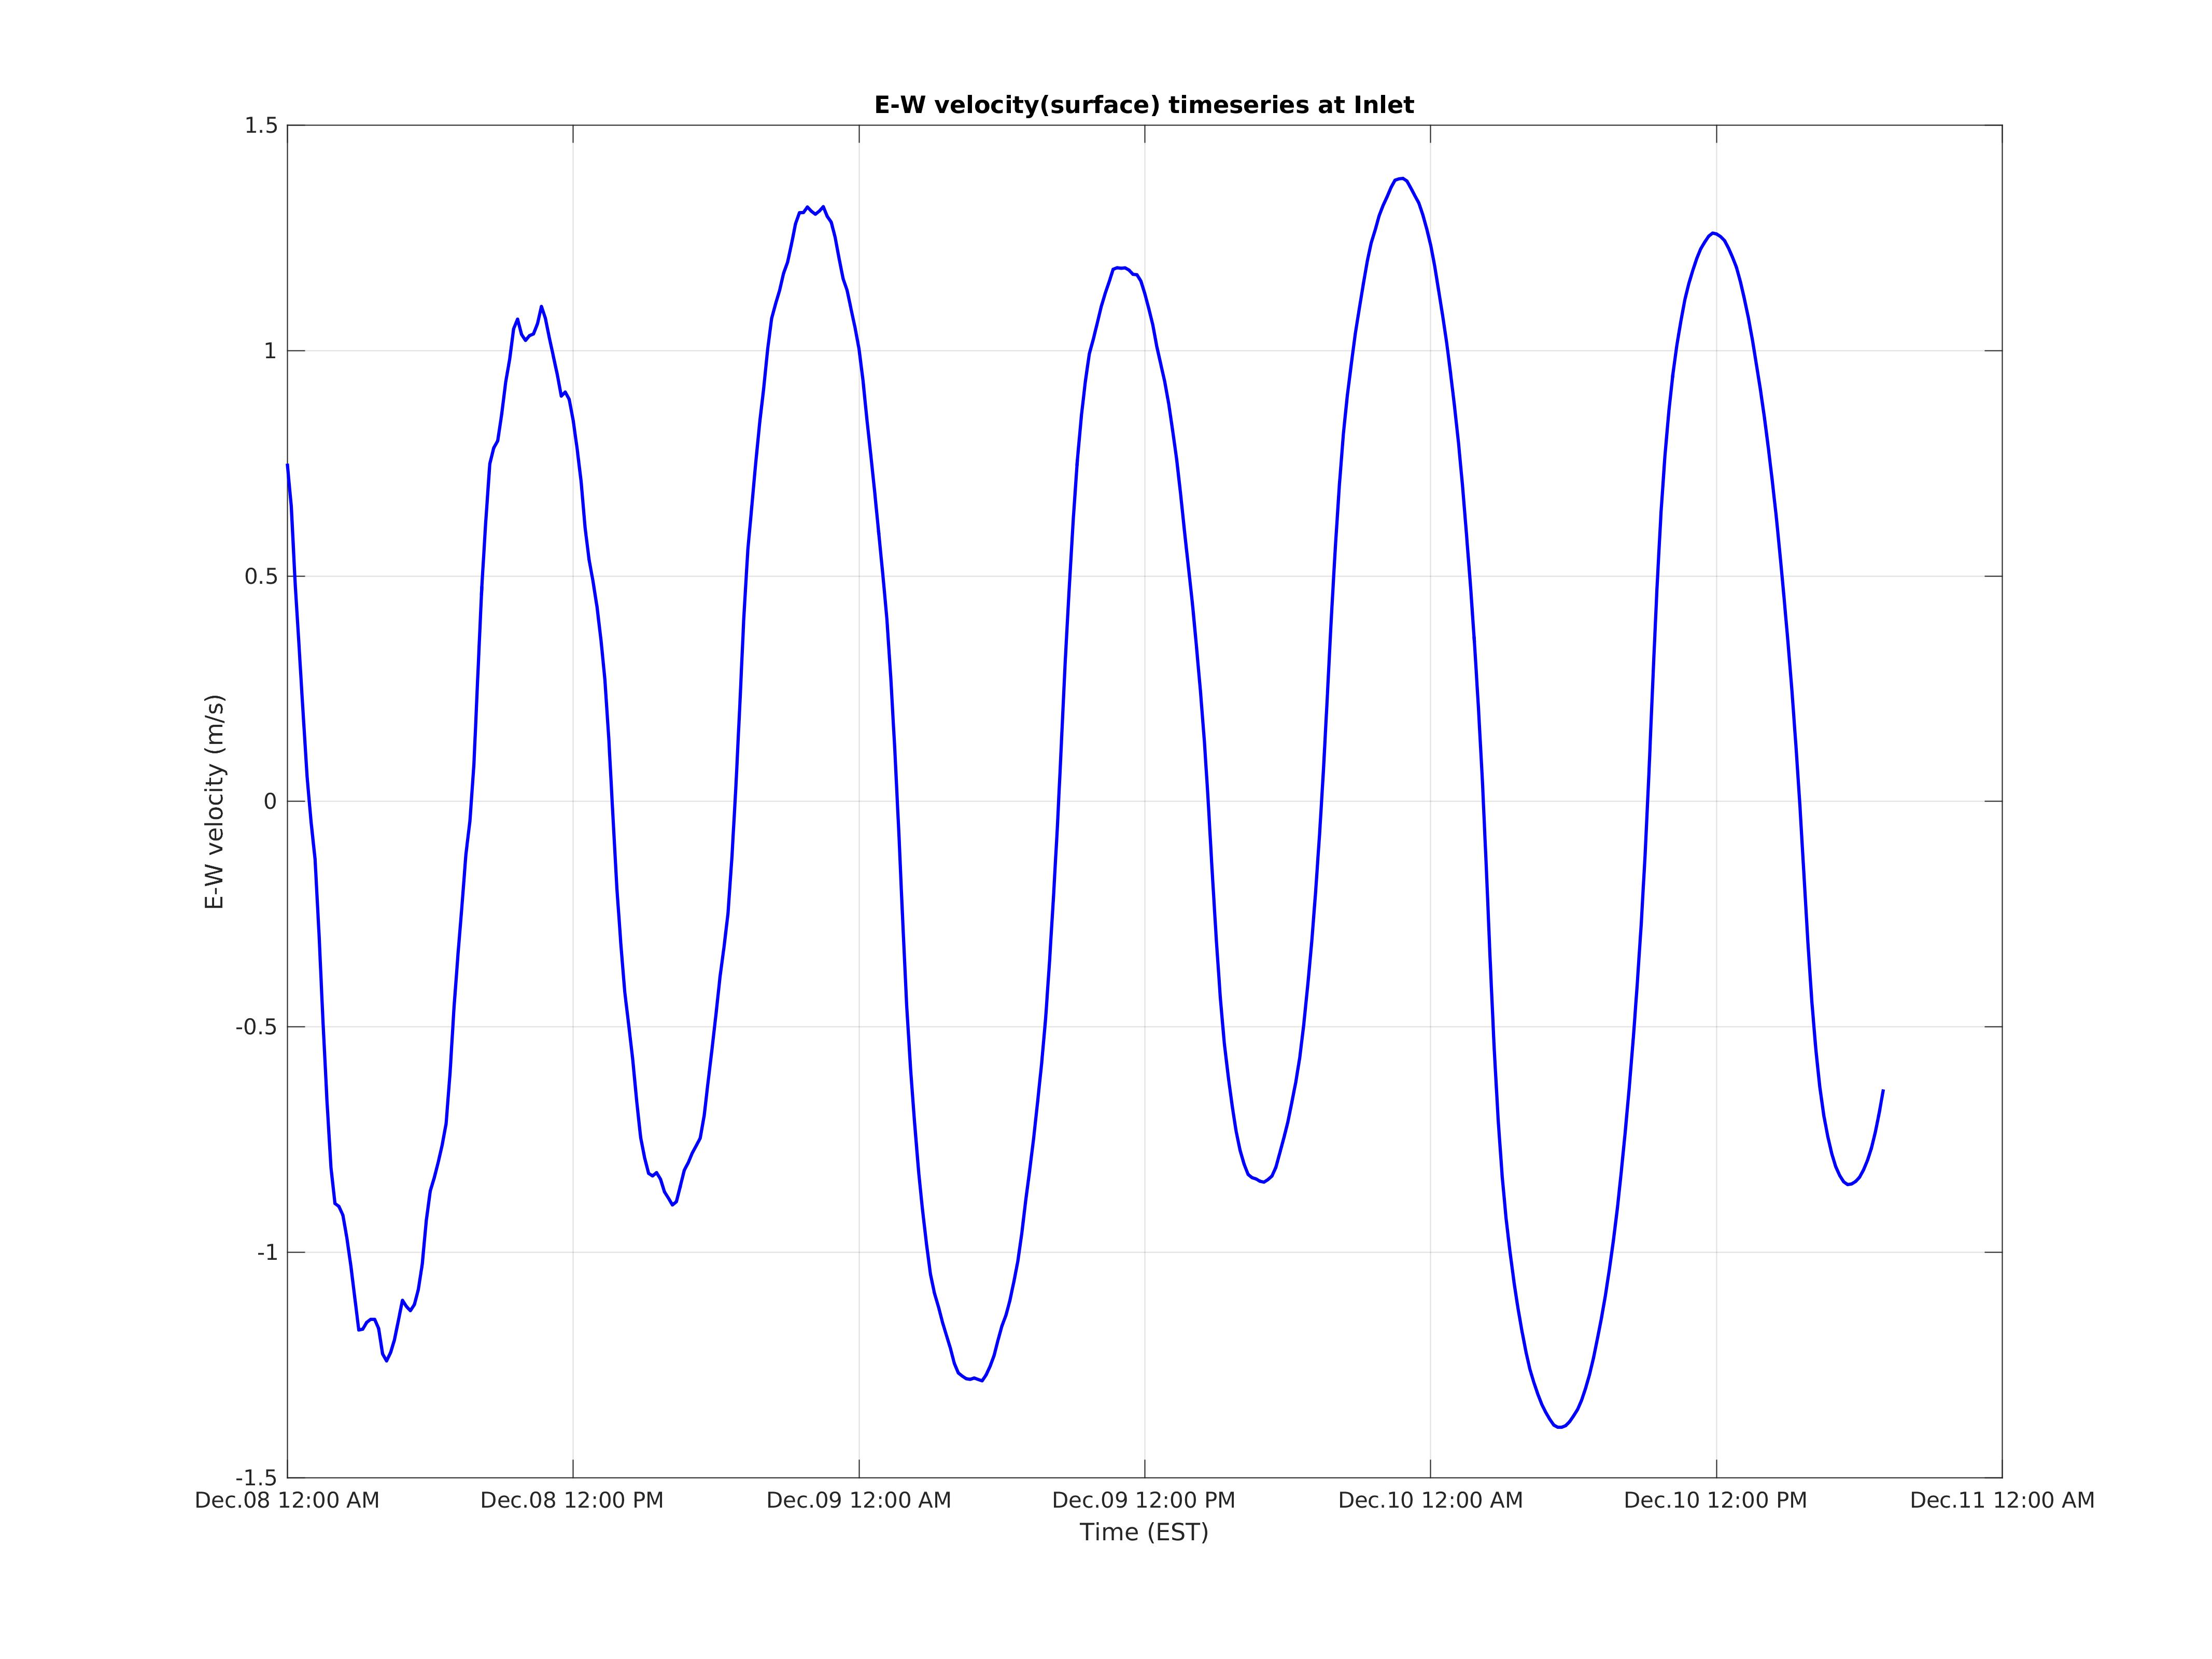 E-W velocity(surface) timeseries at Inlet
1.5
1
0.5
0
-0.5
-1
-1.5
E-W velocity (m/s)
Dec.08 12:00 AM Dec.08 12:00 PM Dec.09 12:00 AM Dec.09 12:00 PM Dec.10 12:00 AM Dec.10 12:00 PM Dec.11 12:00 AM
Time (EST)